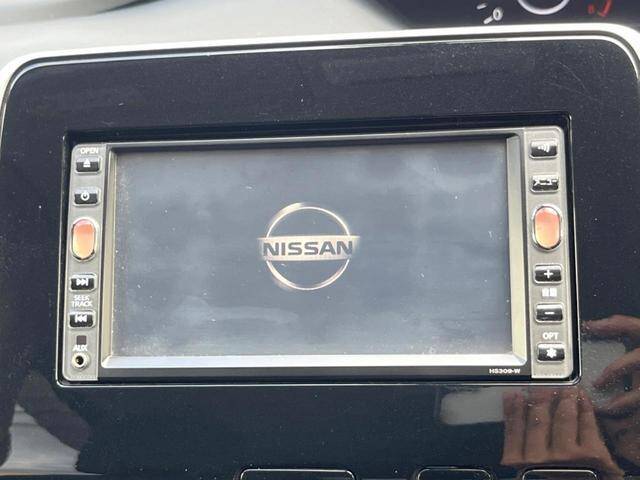 OPEN
NISSAN
SEEK
TRACK
AUX
OPT
HS309-W